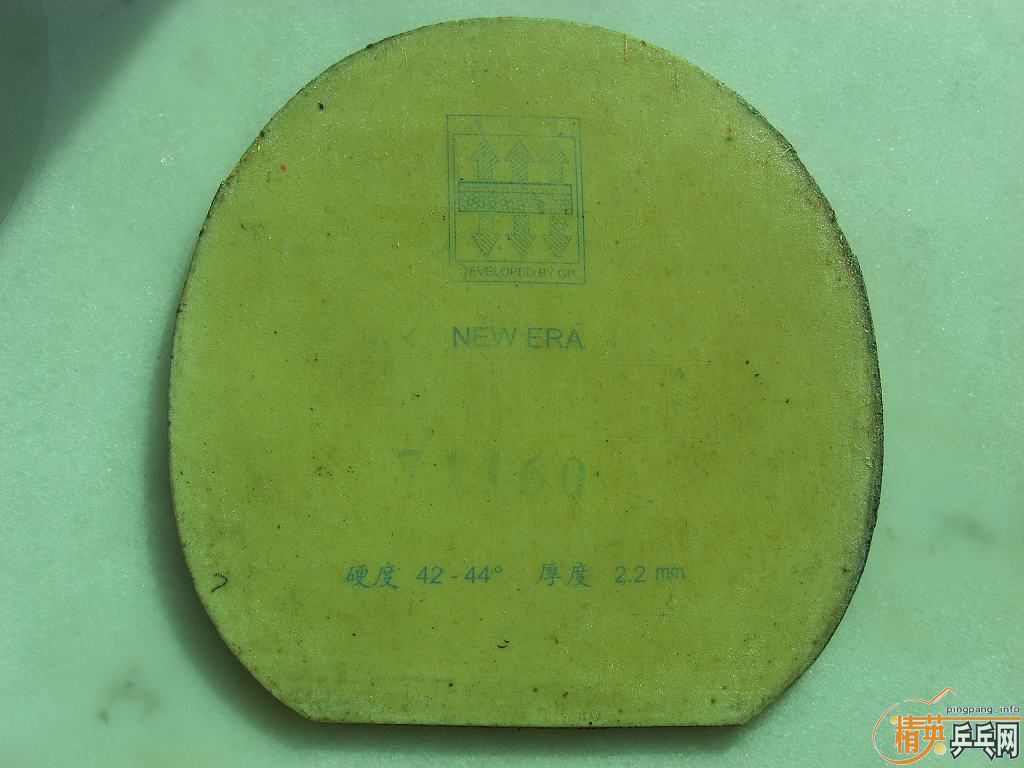 DEVELOPED BY GP
NEW ERA
71160
硬度 42-44° 厚度 2.2 mm
pingpang_info
精英乒乓网